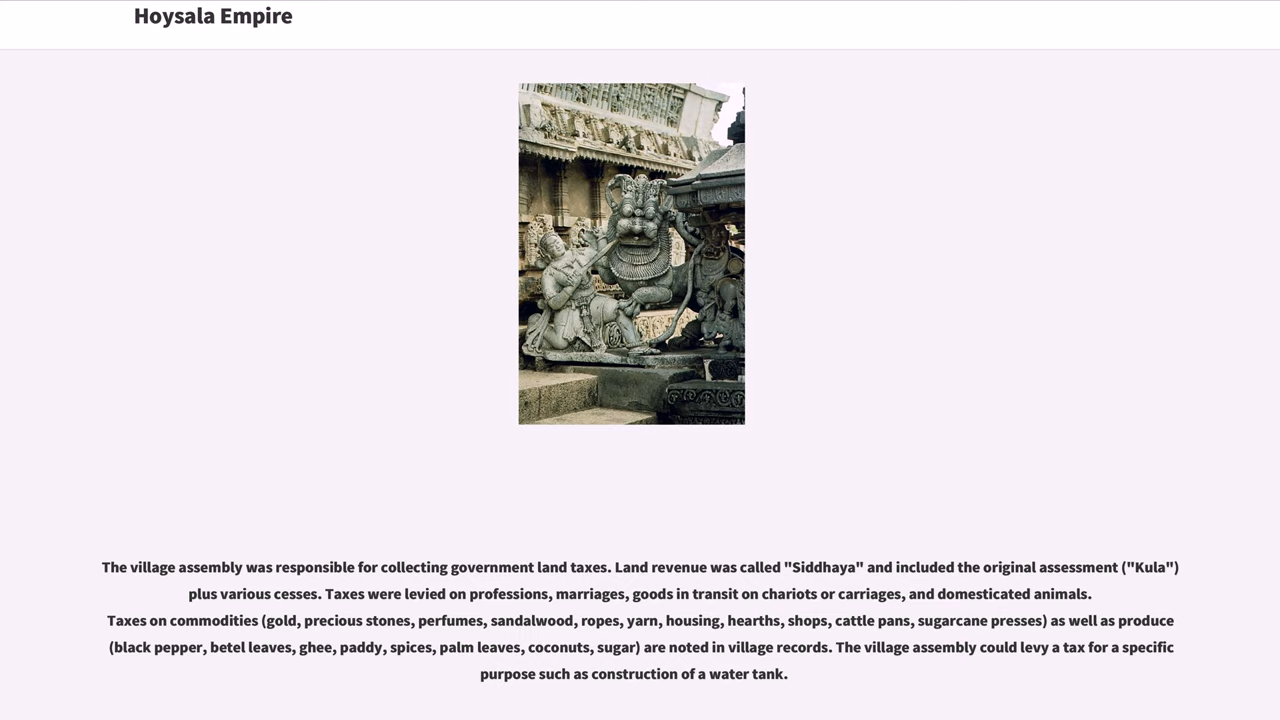 Hoysala Empire
The village assembly was responsible for collecting government land taxes. Land revenue was called "Siddhaya" and included the original assessment ("Kula")
plus various cesses. Taxes were levied on professions, marriages, goods in transit on chariots or carriages, and domesticated animals.
Taxes on commodities (gold, precious stones, perfumes, sandalwood, ropes, yarn, housing, hearths, shops, cattle pans, sugarcane presses) as well as produce
(black pepper, betel leaves, ghee, paddy, spices, palm leaves, coconuts, sugar) are noted in village records. The village assembly could levy a tax for a specific
purpose such as construction of a water tank.